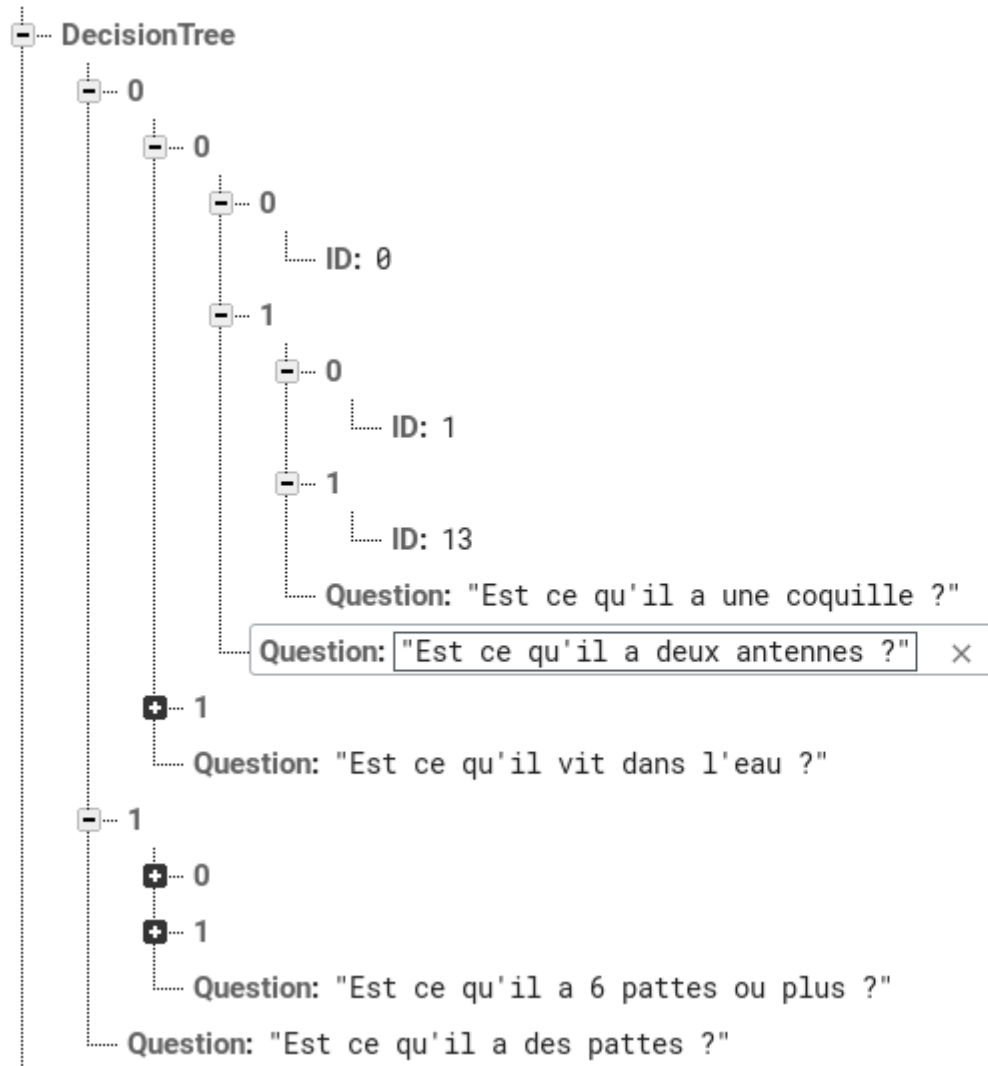 DecisionTree
0
0
0
ID: 0
1
0
ID: 1
1
ID: 13
Question: "Est ce qu'il a une coquille ?"
Question: "Est ce qu'il a deux antennes ?" ×
1
Question: "Est ce qu'il vit dans l'eau ?"
1
0
1
Question: "Est ce qu'il a 6 pattes ou plus ?"
Question: "Est ce qu'il a des pattes ?"